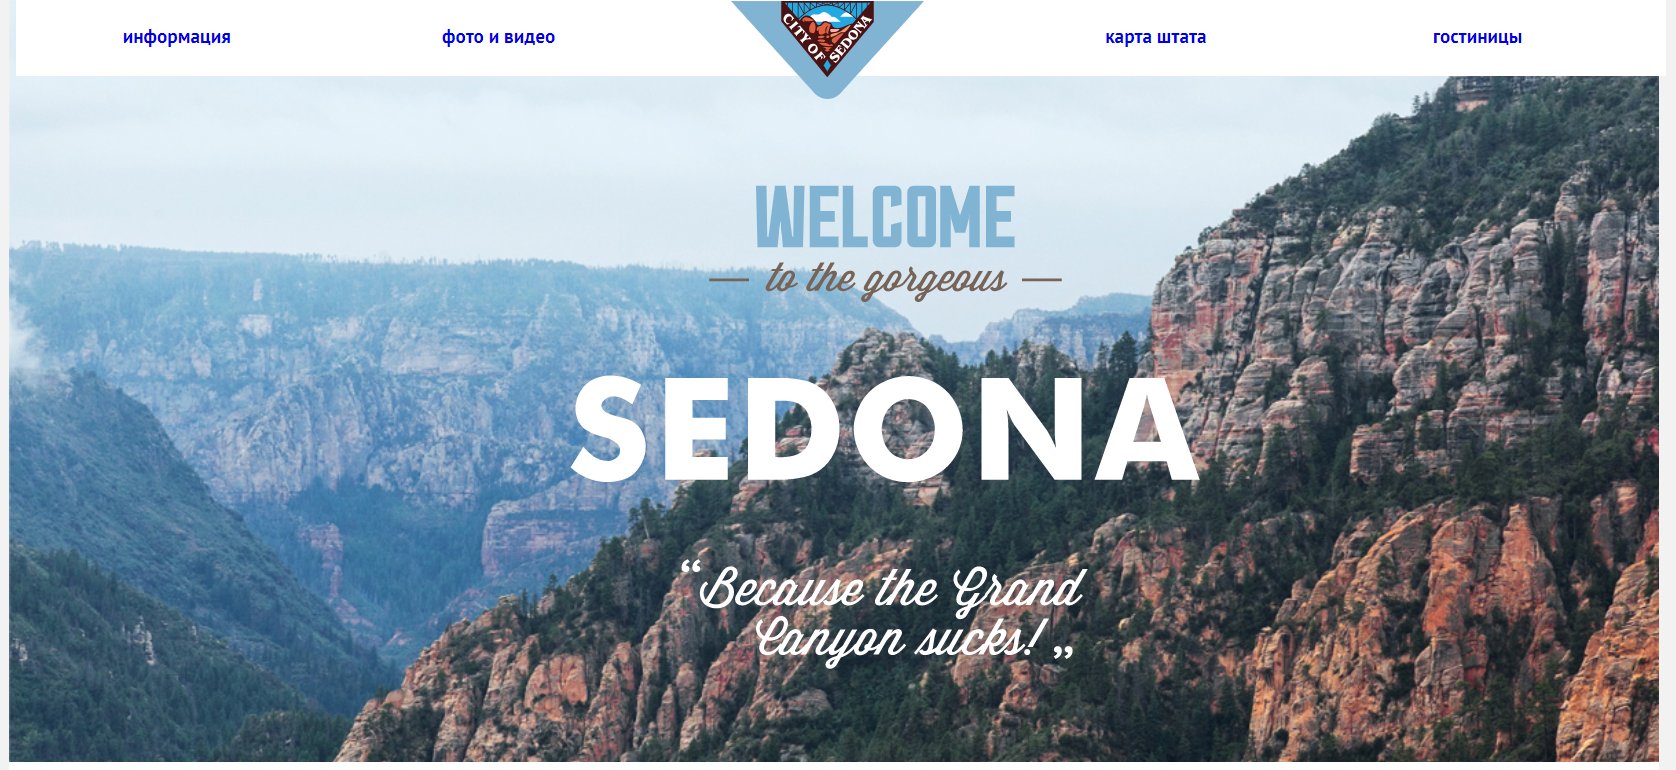 информация
фото и видео
CITY OF SEDONA
карта штата
гостиницы
WELCOME
— to the gorgeous —
SEDONA
“Because the Grand
Canyon sucks! „